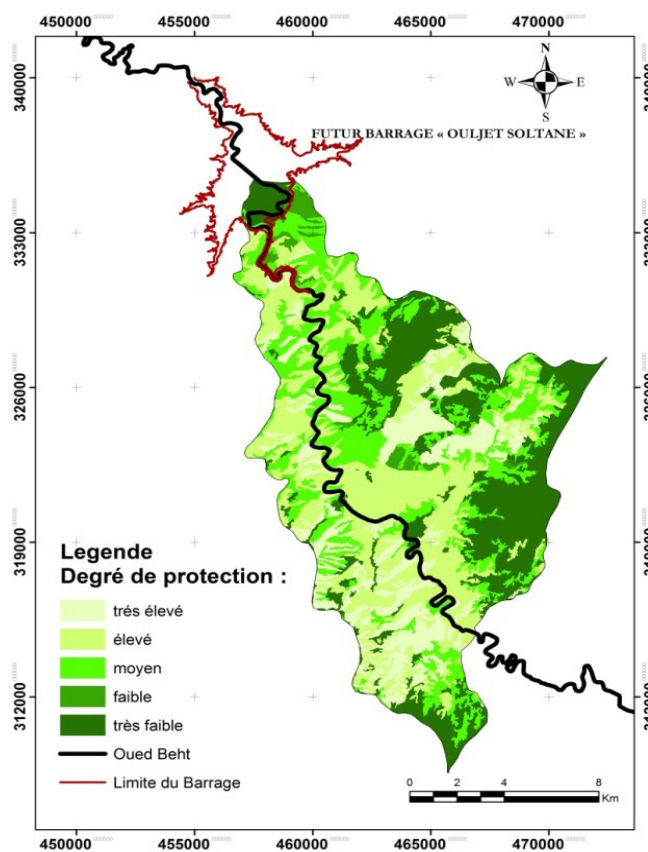 450000 455000 460000 465000 470000
340000
N
W E
S
FUTUR BARRAGE « OULJET SOLTANE »
333000
326000
319000
312000
Legende
Degré de protection :
trés élevé
élevé
moyen
faible
très faible
Oued Beht
Limite du Barrage
0 2 4 8
Km
450000 455000 460000 465000 470000